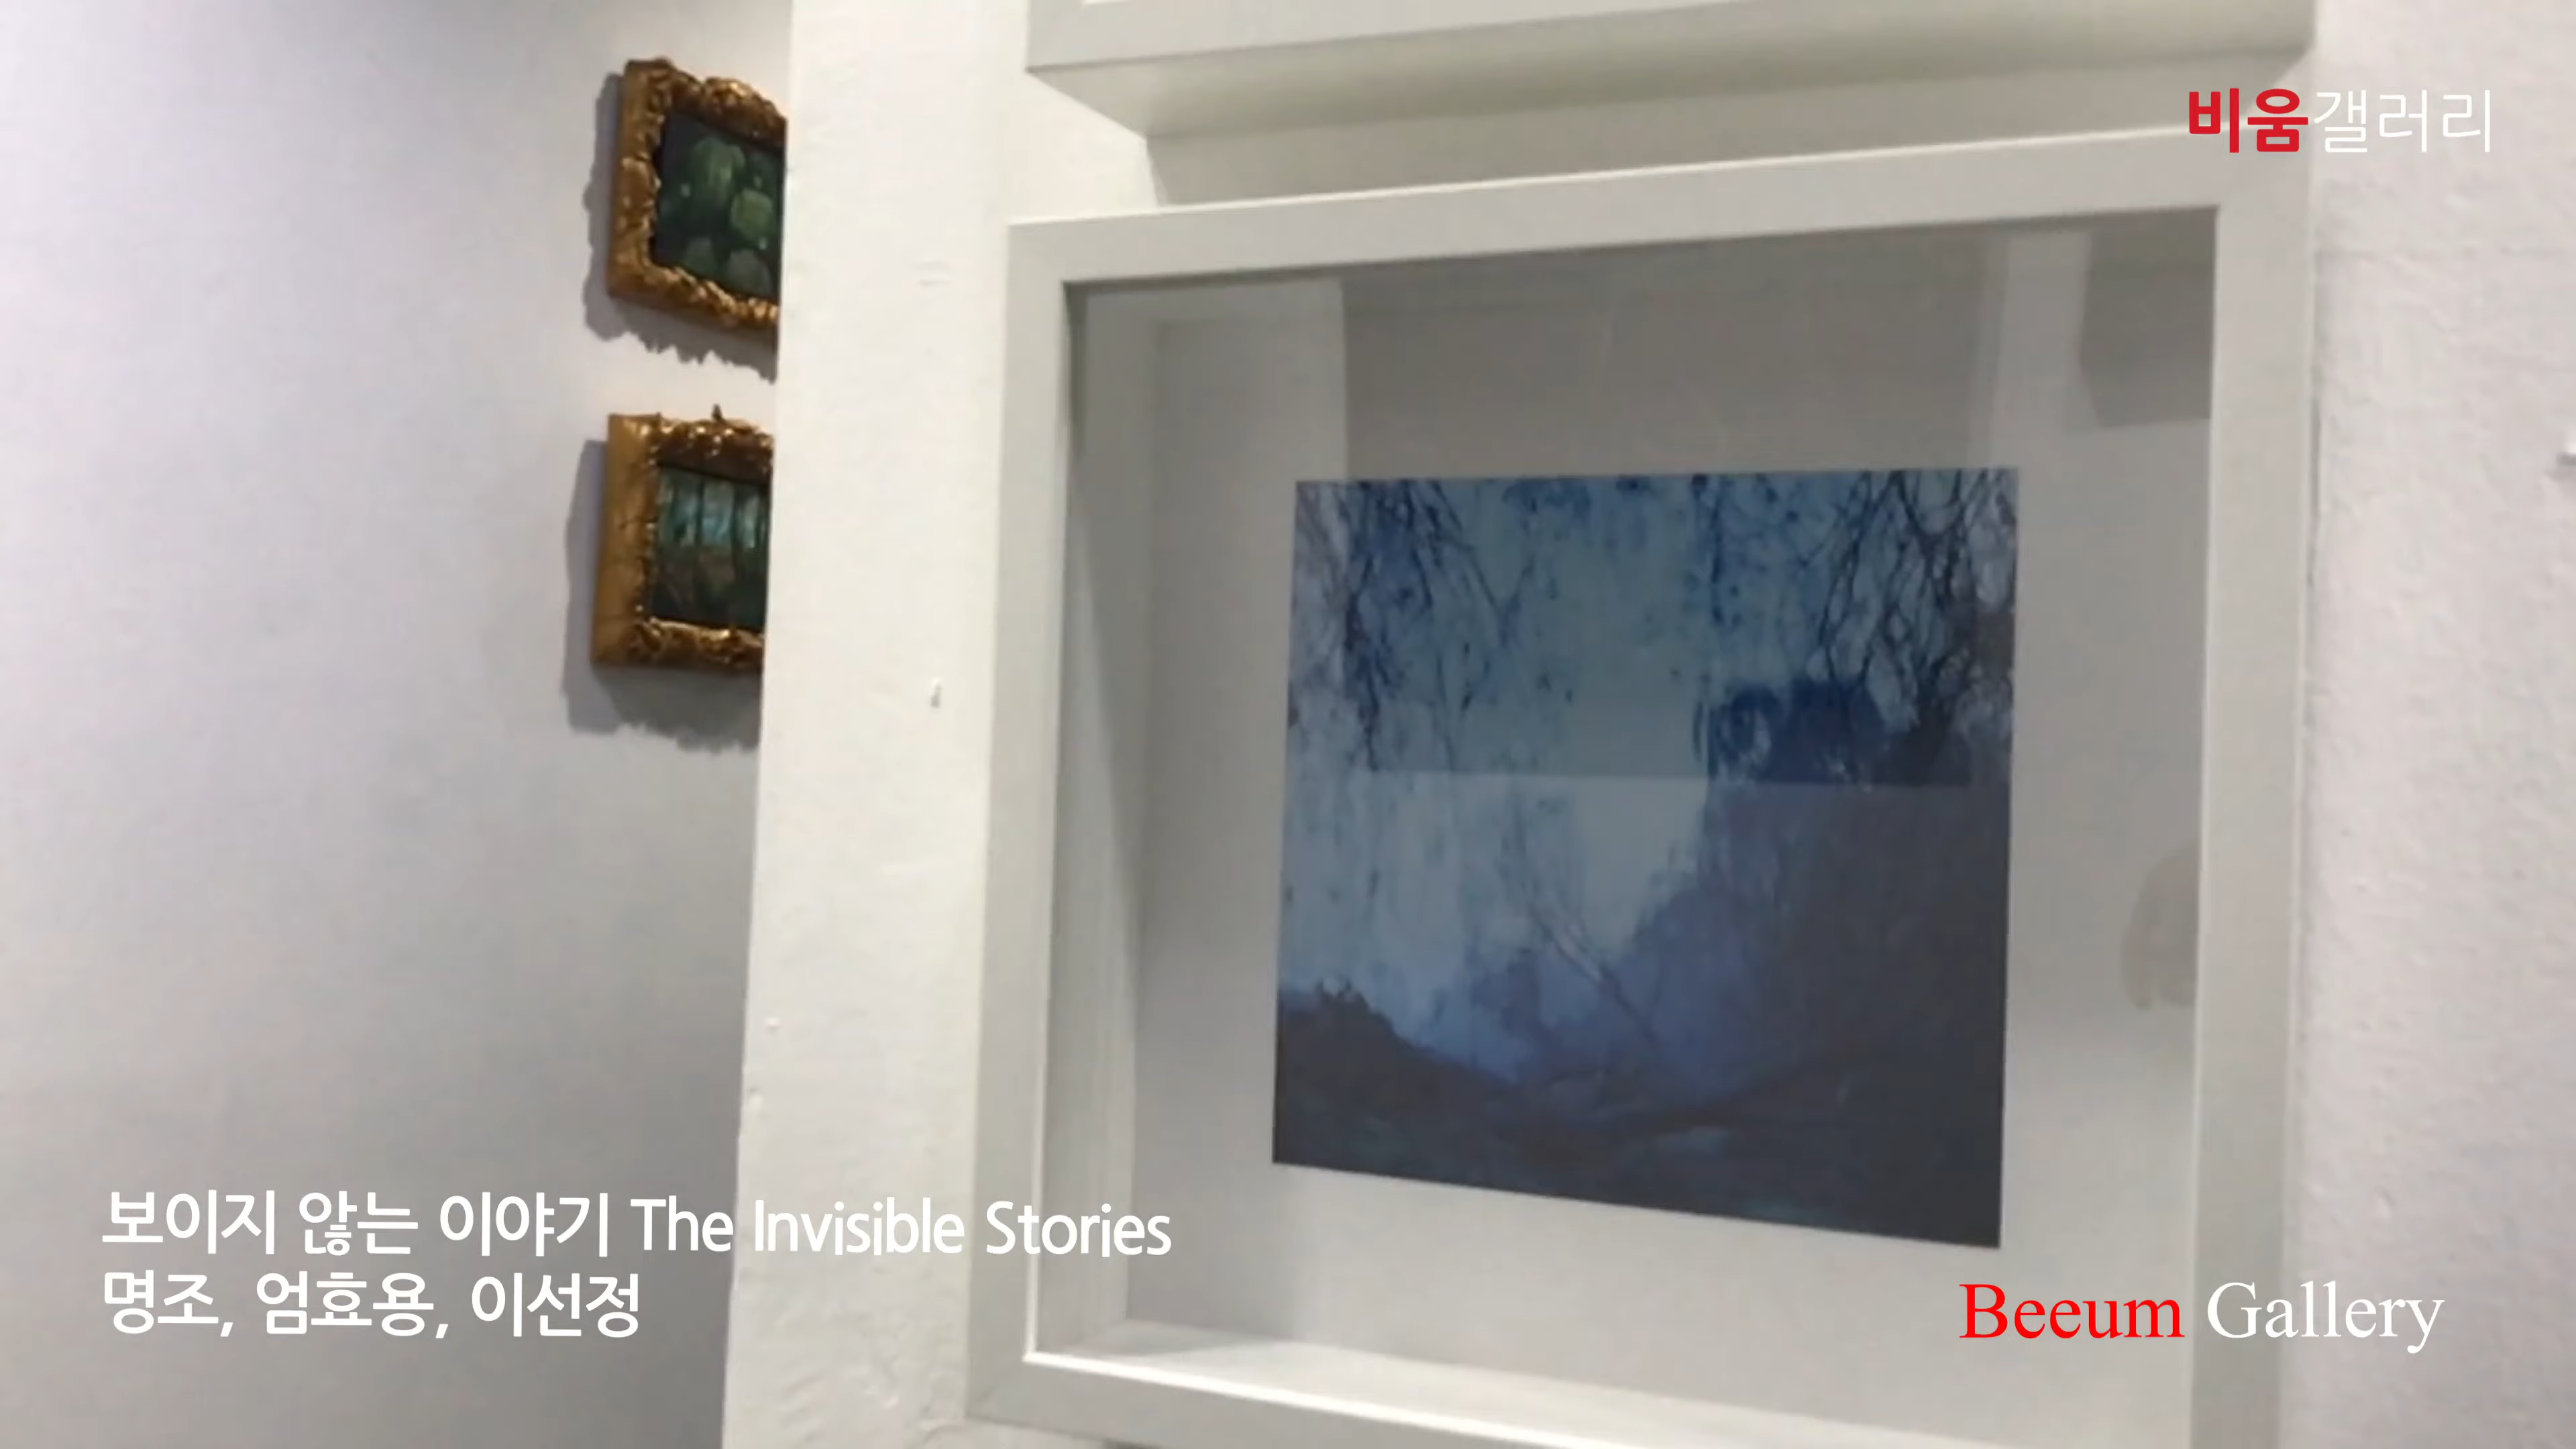 비움갤러리
보이지 않는 이야기 The Invisible Stories
명조, 엄효용, 이선정
Beeum Gallery